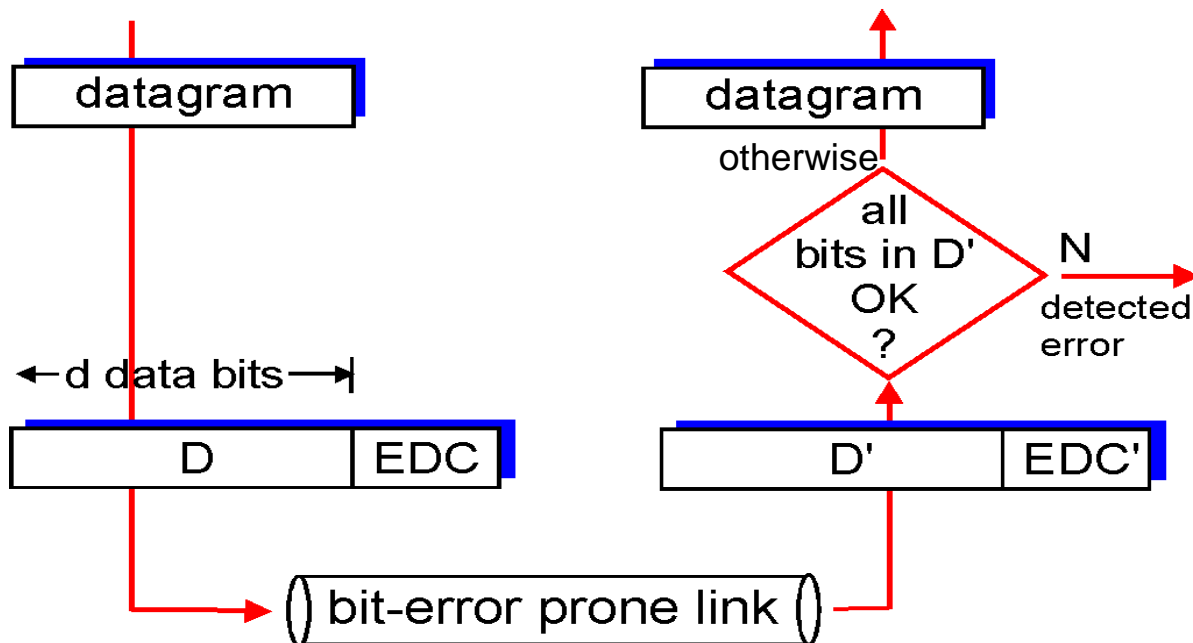 datagram
d data bits
D
EDC
bit-error prone link
D'
EDC'
all
bits in D'
OK
?
N
detected
error
otherwise
datagram